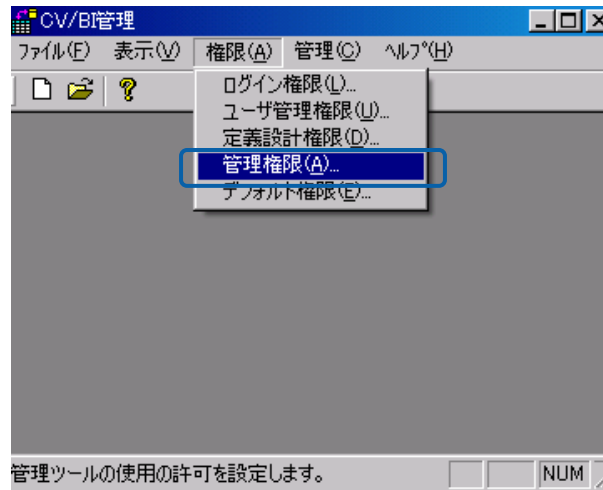 CV/BI管理
ファイル(F) 表示(V) 権限(A) 管理(C) ヘルプ(H)
ログイン権限(L)...
ユーザ管理権限(U)...
定義設計権限(D)...
管理権限(A)...
デフォルト権限(E)...
管理ツールの使用の許可を設定します。 NUM